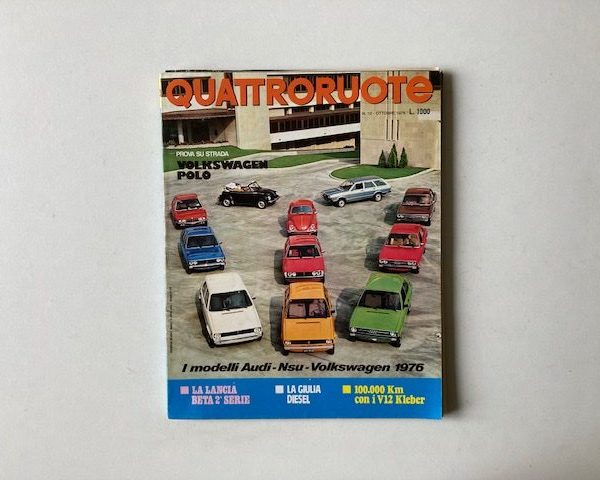 QUATTRORUOTe
L. 1000
PROVA SU STRADA
VOLKSWAGEN
POLO
I modelli Audi-Nsu-Volkswagen 1976
LA LANCIA
BETA 2ª SERIE
LA GIULIA
DIESEL
100.000 Km
con i V12 Kleber